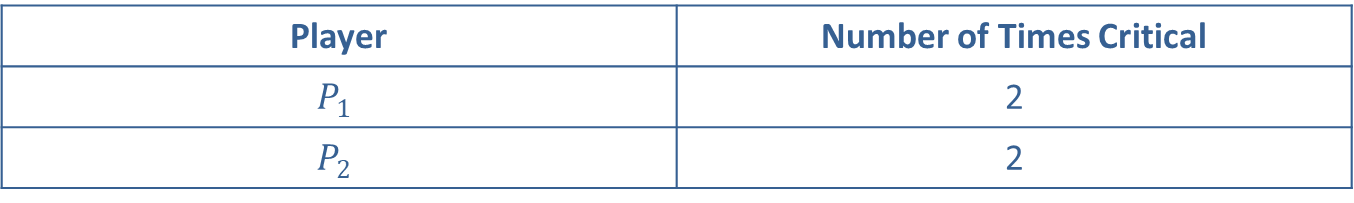 Player Number of Times Critical
P₁ 2
P₂ 2